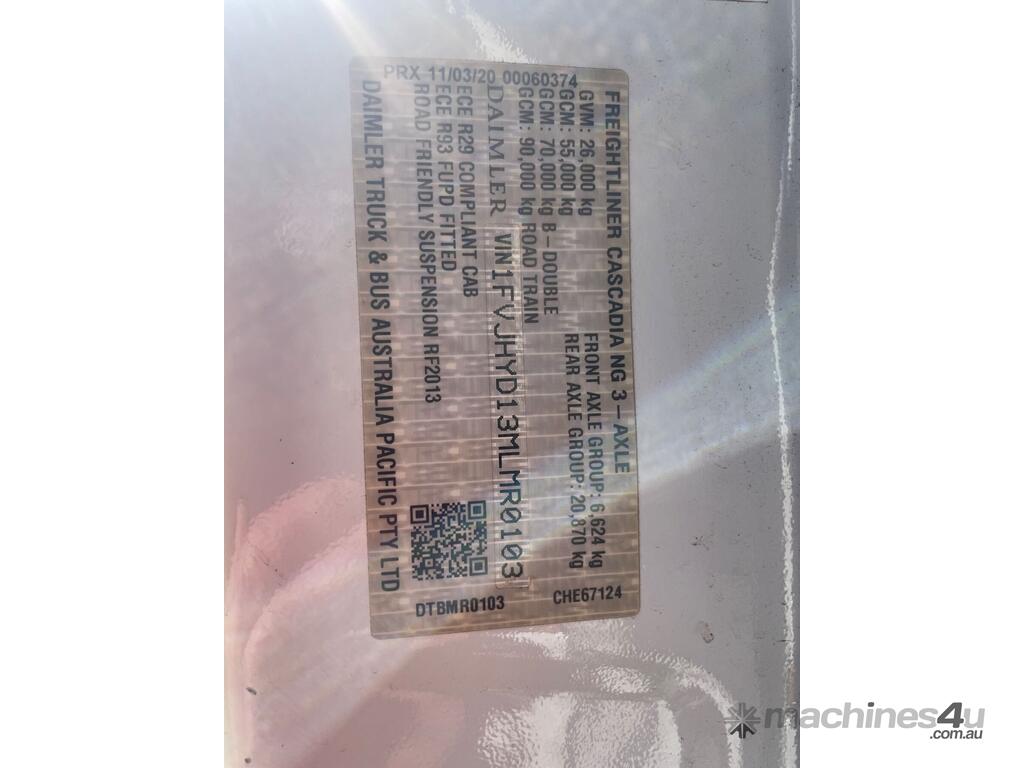 PRX 11/03/20 00060374
FREIGHTLINER CASCADIA NG 3-AXLE
GVM: 26,000 kg
FRONT AXLE GROUP: 6,624 kg
GCM: 55,000 kg
REAR AXLE GROUP: 20,870 kg
GCM: 70,000 kg B-DOUBLE
GCM: 90,000 kg ROAD TRAIN
DAIMLER VIN1FVJHYD13MLMR0103
ECE R29 COMPLIANT CAB
ECE R93 FUPD FITTED
ROAD FRIENDLY SUSPENSION RF2013
DAIMLER TRUCK & BUS AUSTRALIA PACIFIC PTY LTD
CHE67124
DTBMR0103
machines4u
.com.au